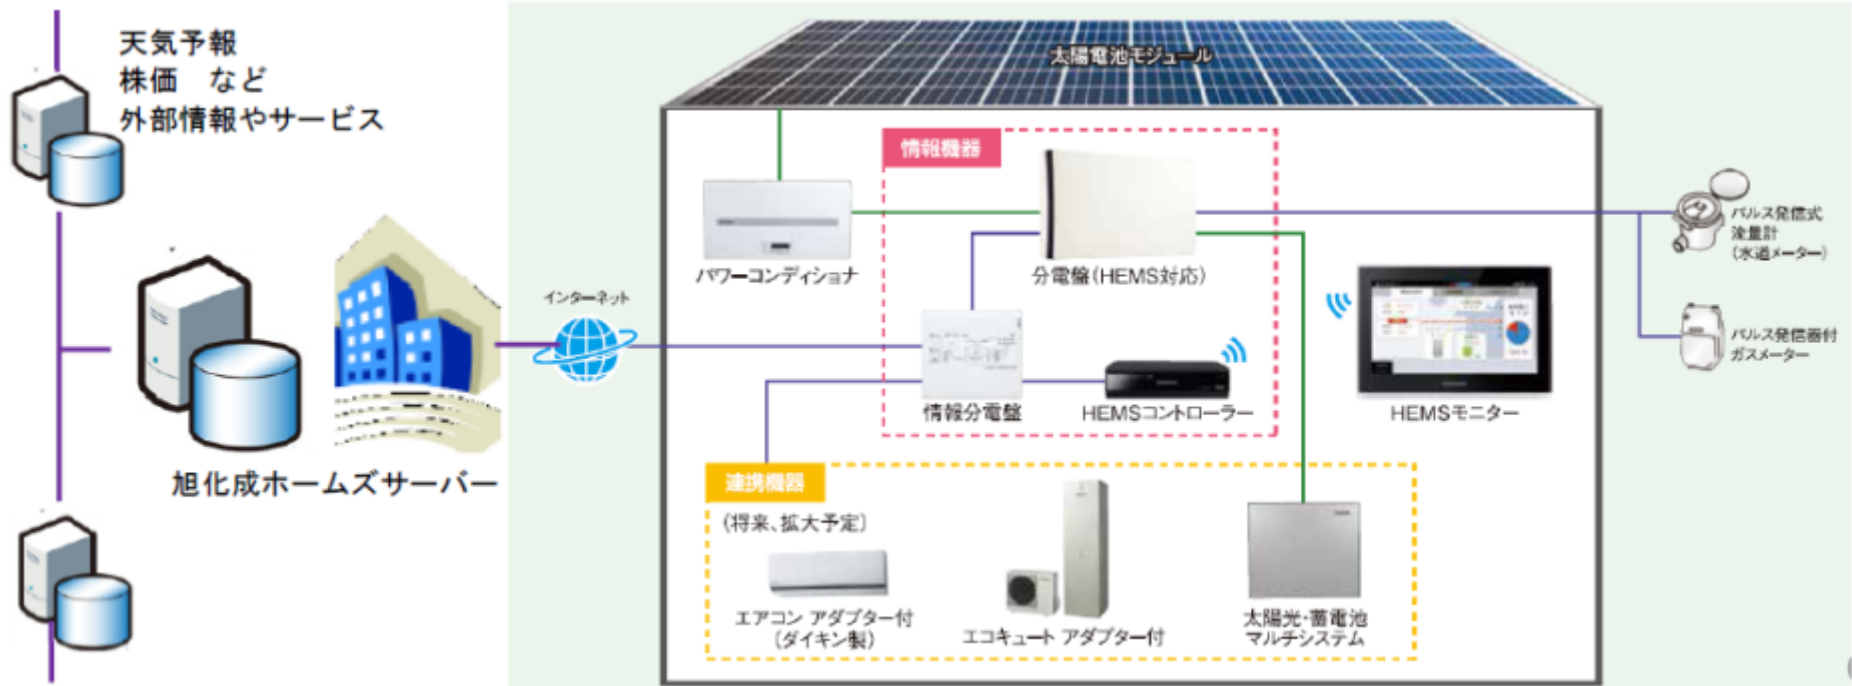 天気予報
株価　など
外部情報やサービス
旭化成ホームズサーバー
インターネット
太陽電池モジュール
情報機器
パワーコンディショナ
分電盤(HEMS対応)
情報分電盤
HEMSコントローラー
HEMSモニター
パルス発信式
流量計
(水道メーター)
パルス発信器付
ガスメーター
連携機器
(将来、拡大予定)
エアコン アダプター付
(ダイキン製)
エコキュート アダプター付
太陽光・蓄電池
マルチシステム